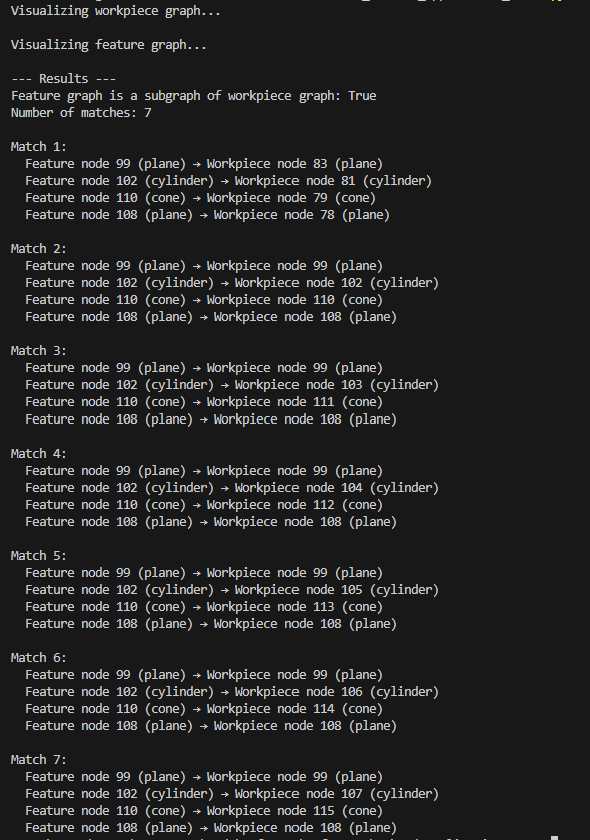 Visualizing workpiece graph...
Visualizing feature graph...
--- Results ---
Feature graph is a subgraph of workpiece graph: True
Number of matches: 7
Match 1:
Feature node 99 (plane) → Workpiece node 83 (plane)
Feature node 102 (cylinder) → Workpiece node 81 (cylinder)
Feature node 110 (cone) → Workpiece node 79 (cone)
Feature node 108 (plane) → Workpiece node 78 (plane)
Match 2:
Feature node 99 (plane) → Workpiece node 99 (plane)
Feature node 102 (cylinder) → Workpiece node 102 (cylinder)
Feature node 110 (cone) → Workpiece node 110 (cone)
Feature node 108 (plane) → Workpiece node 108 (plane)
Match 3:
Feature node 99 (plane) → Workpiece node 99 (plane)
Feature node 102 (cylinder) → Workpiece node 103 (cylinder)
Feature node 110 (cone) → Workpiece node 111 (cone)
Feature node 108 (plane) → Workpiece node 108 (plane)
Match 4:
Feature node 99 (plane) → Workpiece node 99 (plane)
Feature node 102 (cylinder) → Workpiece node 104 (cylinder)
Feature node 110 (cone) → Workpiece node 112 (cone)
Feature node 108 (plane) → Workpiece node 108 (plane)
Match 5:
Feature node 99 (plane) → Workpiece node 99 (plane)
Feature node 102 (cylinder) → Workpiece node 105 (cylinder)
Feature node 110 (cone) → Workpiece node 113 (cone)
Feature node 108 (plane) → Workpiece node 108 (plane)
Match 6:
Feature node 99 (plane) → Workpiece node 99 (plane)
Feature node 102 (cylinder) → Workpiece node 106 (cylinder)
Feature node 110 (cone) → Workpiece node 114 (cone)
Feature node 108 (plane) → Workpiece node 108 (plane)
Match 7:
Feature node 99 (plane) → Workpiece node 99 (plane)
Feature node 102 (cylinder) → Workpiece node 107 (cylinder)
Feature node 110 (cone) → Workpiece node 115 (cone)
Feature node 108 (plane) → Workpiece node 108 (plane)